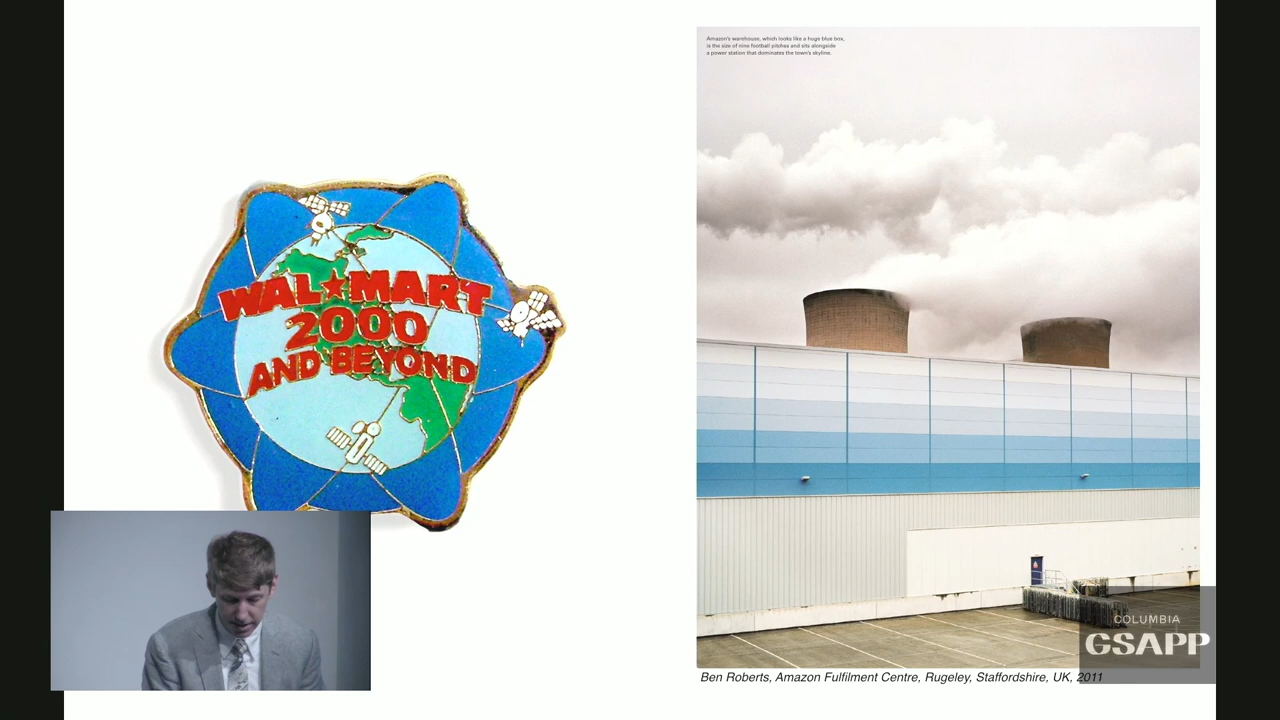 WAL★MART
2000
AND BEYOND
Amazon's warehouse, which looks like a huge blue box,
is the size of nine football pitches and sits alongside
a power station that dominates the town's skyline.
COLUMBIA
GSAPP
Ben Roberts, Amazon Fulfilment Centre, Rugeley, Staffordshire, UK, 2011